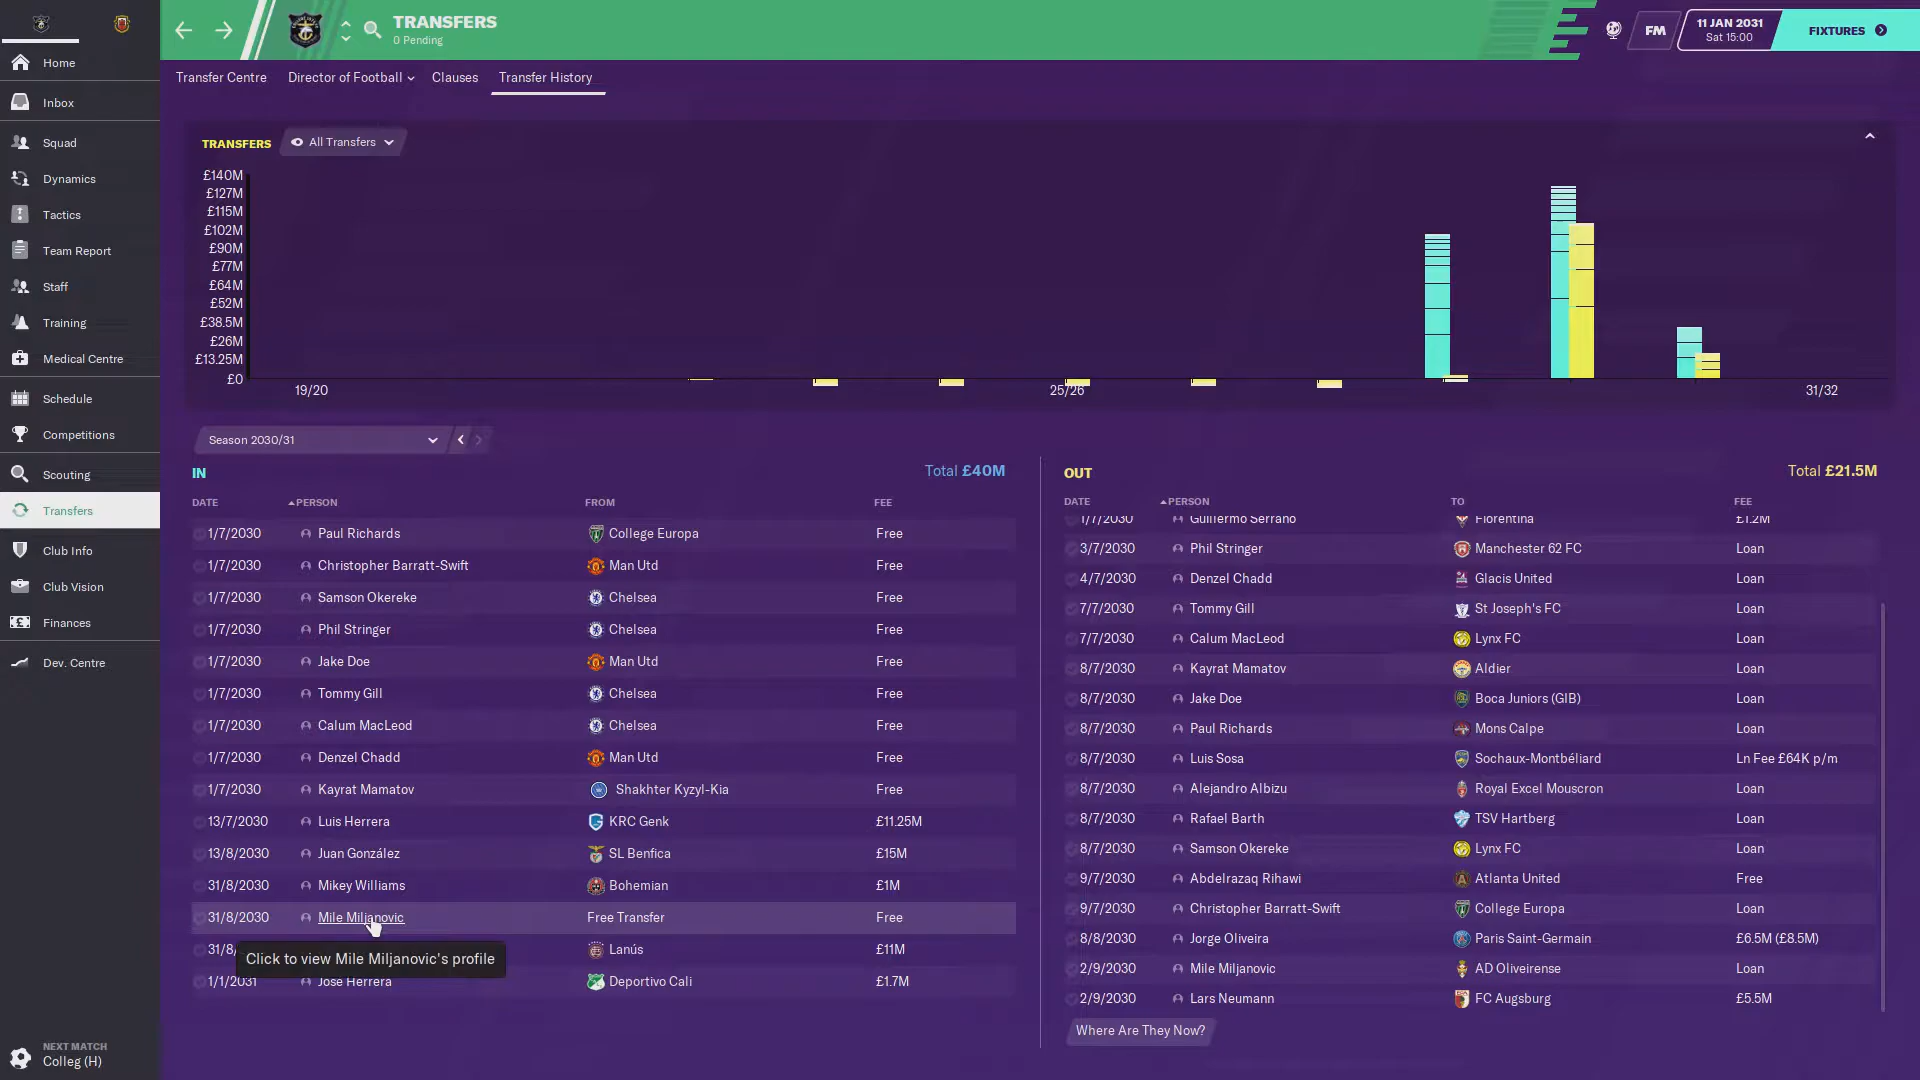 TRANSFERS
0 Pending
FM
11 JAN 2031
Sat 15:00
FIXTURES
Home
Inbox
Squad
Dynamics
Tactics
Team Report
Staff
Training
Medical Centre
Schedule
Competitions
Scouting
Transfers
Club Info
Club Vision
Finances
Dev. Centre
NEXT MATCH
Colleg (H)
Transfer Centre Director of Football Clauses Transfer History
TRANSFERS All Transfers
£140M
£127M
£115M
£102M
£90M
£77M
£64M
£52M
£38.5M
£26M
£13.25M
£0
19/20 25/26 31/32
Season 2030/31
IN Total £40M
DATE PERSON FROM FEE
1/7/2030 Paul Richards College Europa Free
1/7/2030 Christopher Barratt-Swift Man Utd Free
1/7/2030 Samson Okereke Chelsea Free
1/7/2030 Phil Stringer Chelsea Free
1/7/2030 Jake Doe Man Utd Free
1/7/2030 Tommy Gill Chelsea Free
1/7/2030 Calum MacLeod Chelsea Free
1/7/2030 Denzel Chadd Man Utd Free
1/7/2030 Kayrat Mamatov Shakhter Kyzyl-Kia Free
13/7/2030 Luis Herrera KRC Genk £11.25M
13/8/2030 Juan González SL Benfica £15M
31/8/2030 Mikey Williams Bohemian £1M
31/8/2030 Mile Miljanovic Free Transfer Free
31/8/ Lanús £11M
Click to view Mile Miljanovic's profile
1/1/2031 Jose Herrera Deportivo Cali £1.7M
OUT Total £21.5M
DATE PERSON TO FEE
1/7/2030 Guillermo Serrano Fiorentina £1.2M
3/7/2030 Phil Stringer Manchester 62 FC Loan
4/7/2030 Denzel Chadd Glacis United Loan
7/7/2030 Tommy Gill St Joseph's FC Loan
7/7/2030 Calum MacLeod Lynx FC Loan
8/7/2030 Kayrat Mamatov Aldier Loan
8/7/2030 Jake Doe Boca Juniors (GIB) Loan
8/7/2030 Paul Richards Mons Calpe Loan
8/7/2030 Luis Sosa Sochaux-Montbéliard Ln Fee £64K p/m
8/7/2030 Alejandro Albizu Royal Excel Mouscron Loan
8/7/2030 Rafael Barth TSV Hartberg Loan
8/7/2030 Samson Okereke Lynx FC Loan
9/7/2030 Abdelrazaq Rihawi Atlanta United Free
9/7/2030 Christopher Barratt-Swift College Europa Loan
8/8/2030 Jorge Oliveira Paris Saint-Germain £6.5M (£8.5M)
2/9/2030 Mile Miljanovic AD Oliveirense Loan
2/9/2030 Lars Neumann FC Augsburg £5.5M
Where Are They Now?